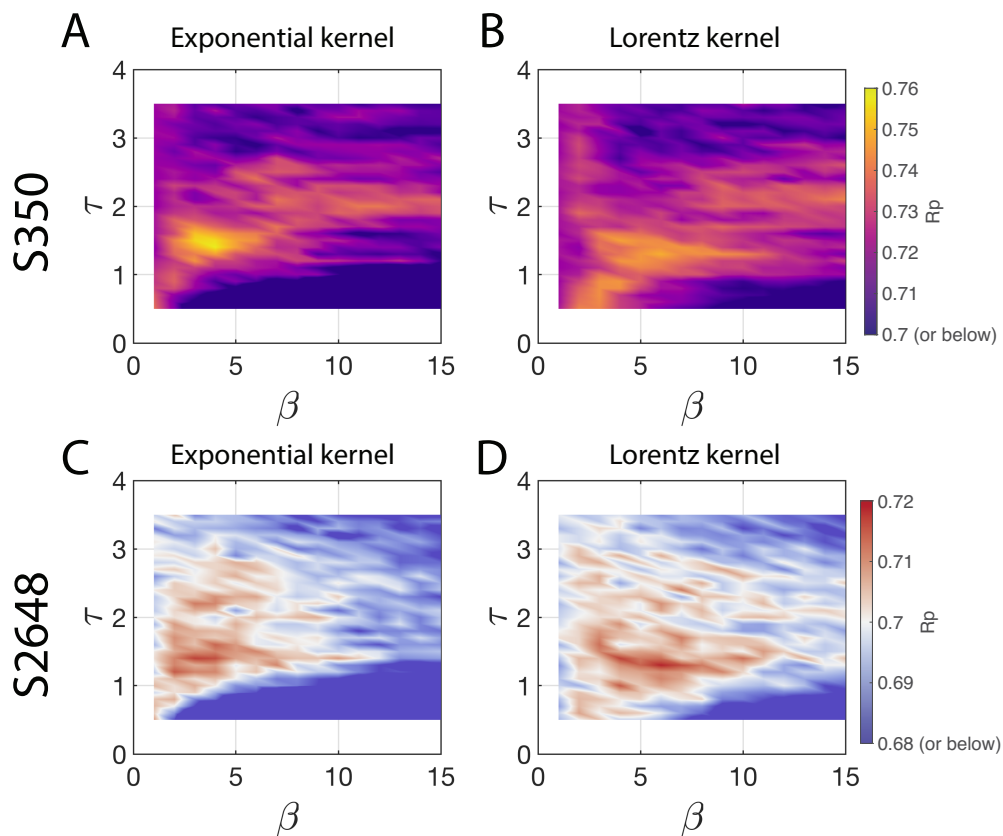 A
Exponential kernel
B
Lorentz kernel
S350
4
3
2
1
0
τ
0
5
10
15
β
4
3
2
1
0
τ
0
5
10
15
β
0.76
0.75
0.74
0.73
0.72
0.71
0.7 (or below)
Rp
C
Exponential kernel
D
Lorentz kernel
S2648
4
3
2
1
0
τ
0
5
10
15
β
4
3
2
1
0
τ
0
5
10
15
β
0.72
0.71
0.7
0.69
0.68 (or below)
Rp